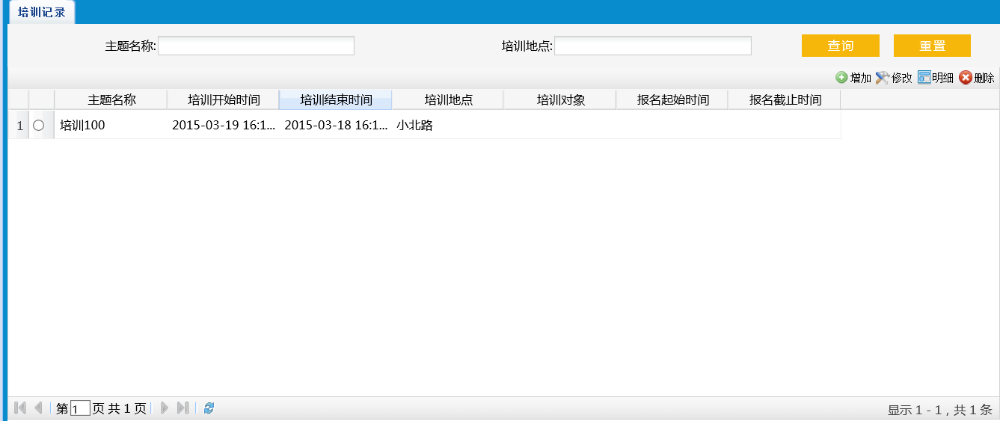 培训记录
主题名称: 培训地点: 查询 重置
增加 修改 明细 删除
主题名称 培训开始时间 培训结束时间 培训地点 培训对象 报名起始时间 报名截止时间
1 培训100 2015-03-19 16:1... 2015-03-18 16:1... 小北路
第 1 页 共 1 页 显示 1 - 1，共 1 条